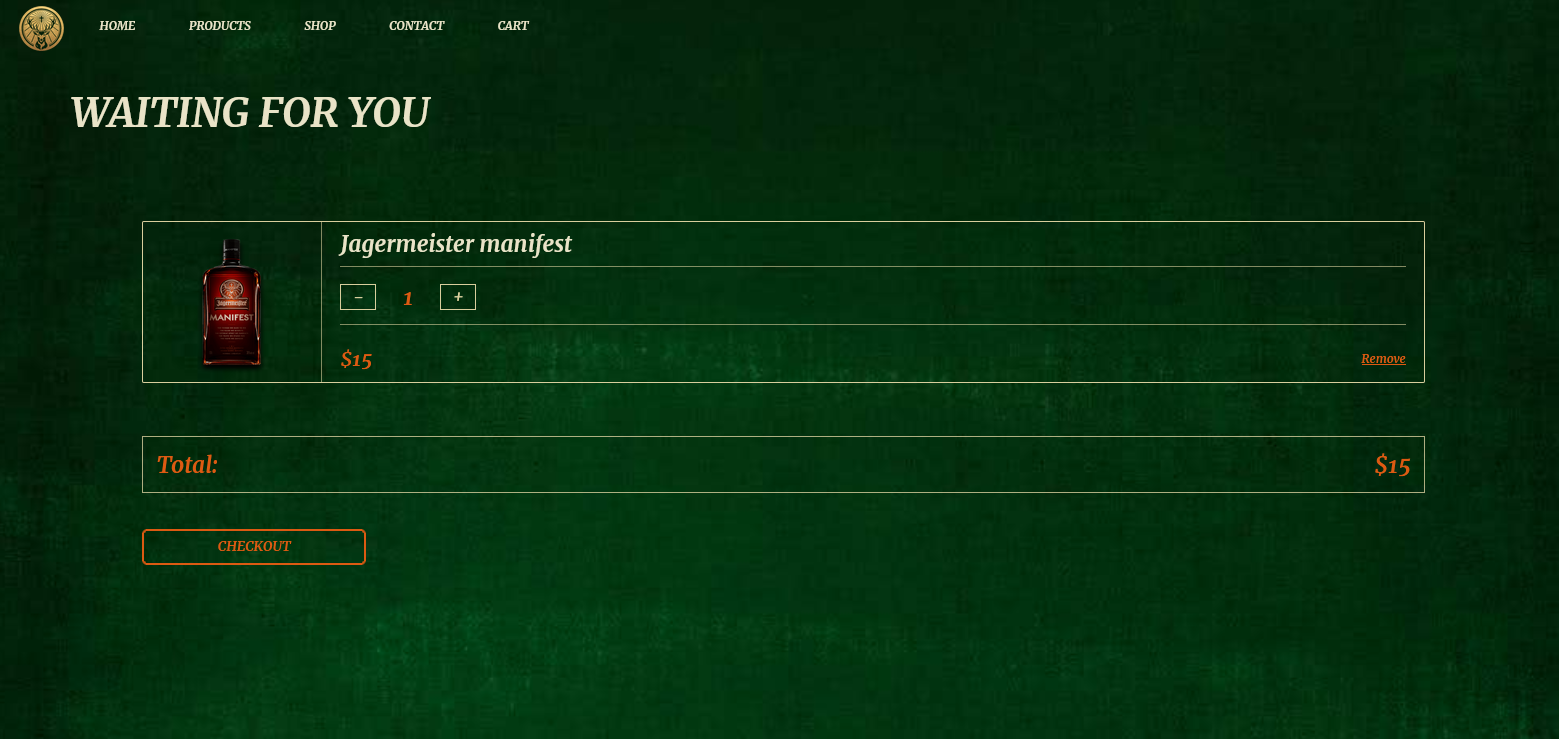 HOME PRODUCTS SHOP CONTACT CART
WAITING FOR YOU
Jagermeister manifest
− 1 +
$15 Remove
Jägermeister
MANIFEST
Total: $15
CHECKOUT